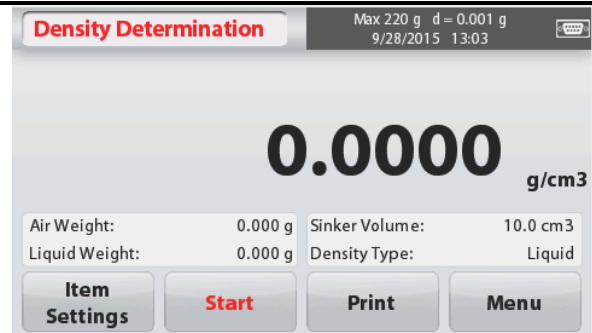 Density Determination
Max 220 g d = 0.001 g
9/28/2015 13:03
0.0000
g/cm3
Air Weight: 0.000 g Sinker Volume: 10.0 cm3
Liquid Weight: 0.000 g Density Type: Liquid
Item
Settings
Start
Print
Menu